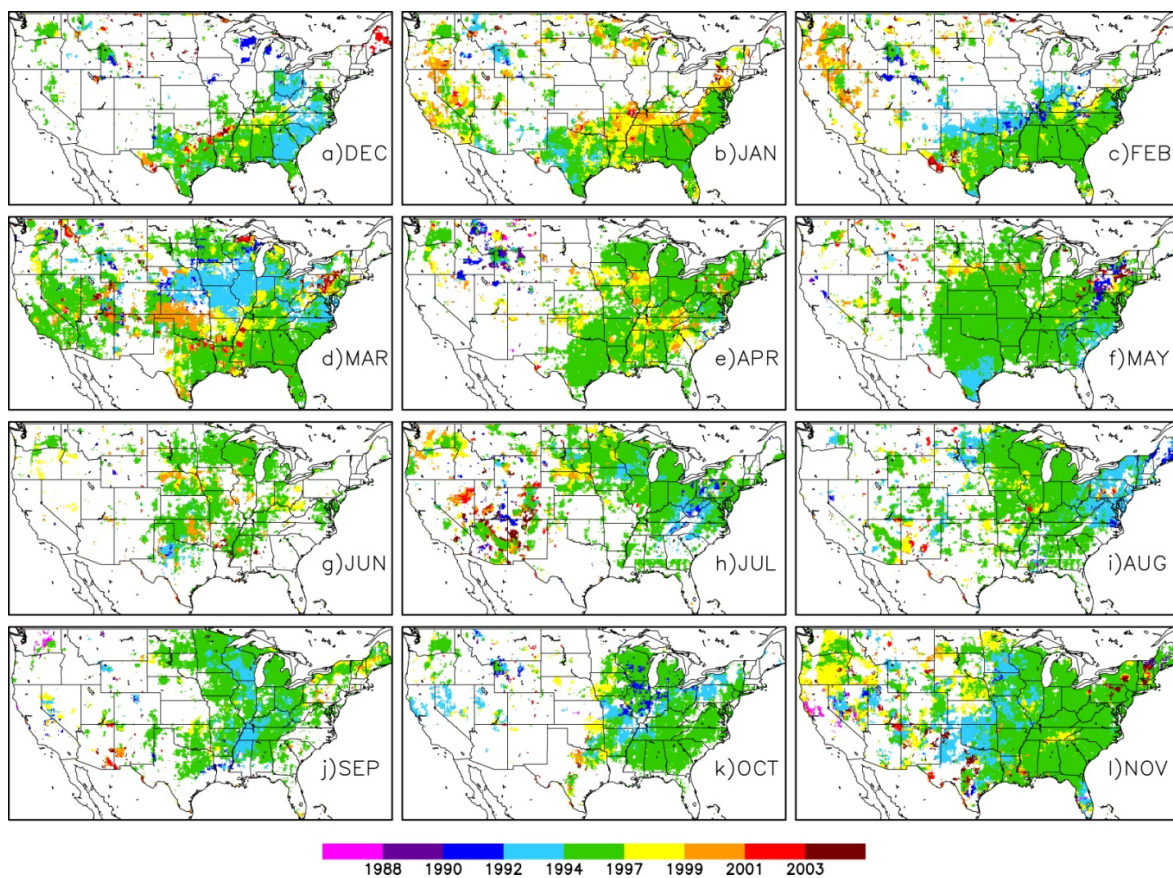 a)DEC
b)JAN
c)FEB
d)MAR
e)APR
f)MAY
g)JUN
h)JUL
i)AUG
j)SEP
k)OCT
l)NOV
1988 1990 1992 1994 1997 1999 2001 2003